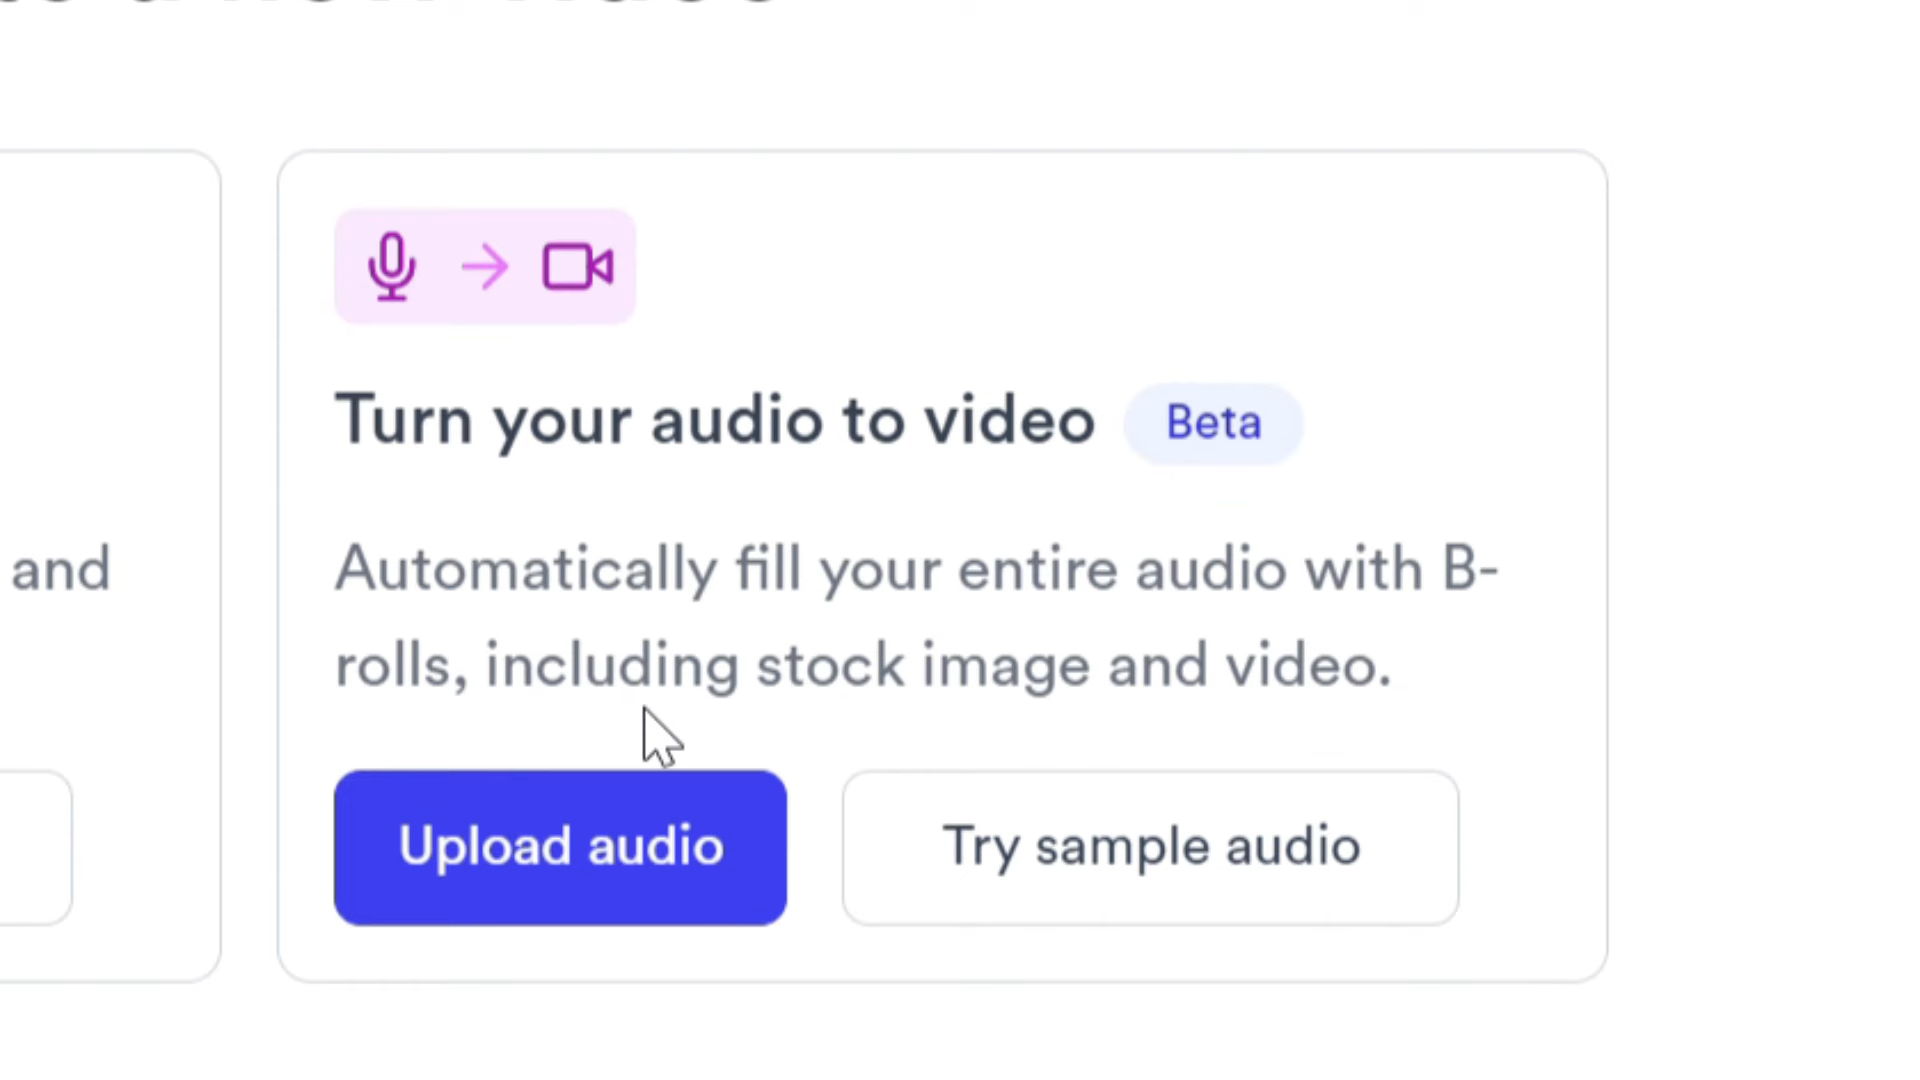 Turn your audio to video Beta
and
Automatically fill your entire audio with B-
rolls, including stock image and video.
Upload audio
Try sample audio